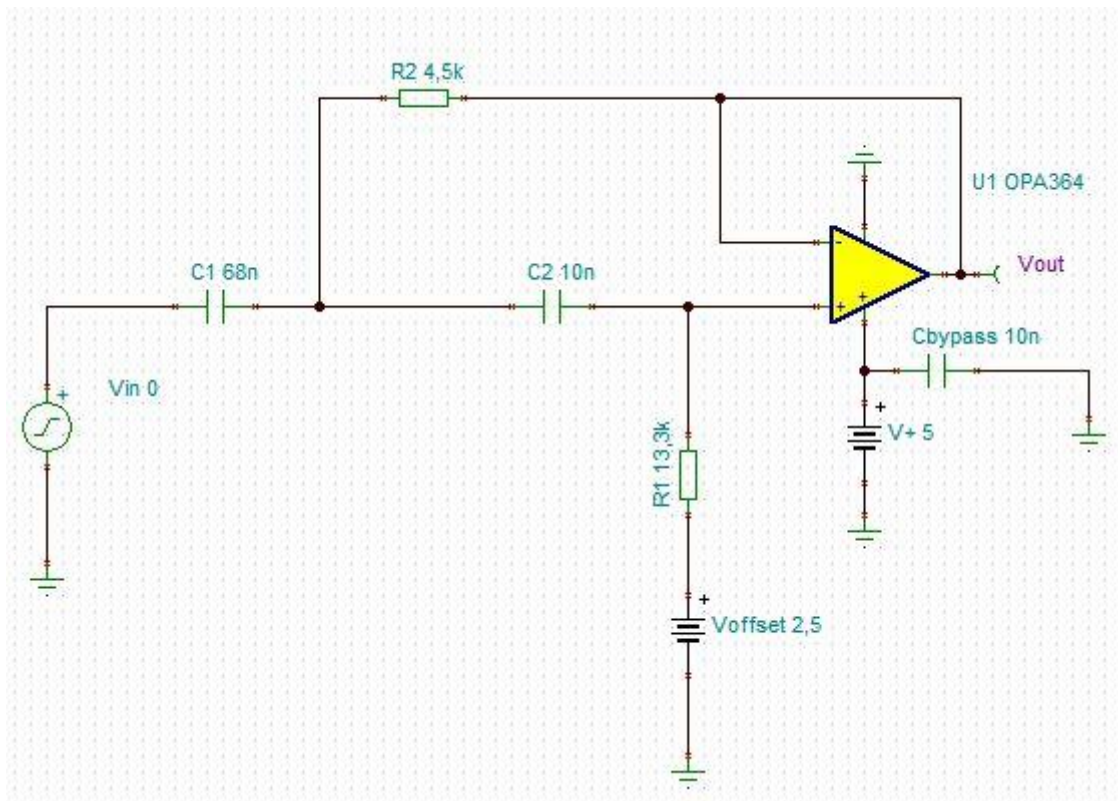 R2 4,5k
U1 OPA364
C1 68n
C2 10n
Vout
Cbypass 10n
Vin 0
V+ 5
R1 13,3k
Voffset 2,5